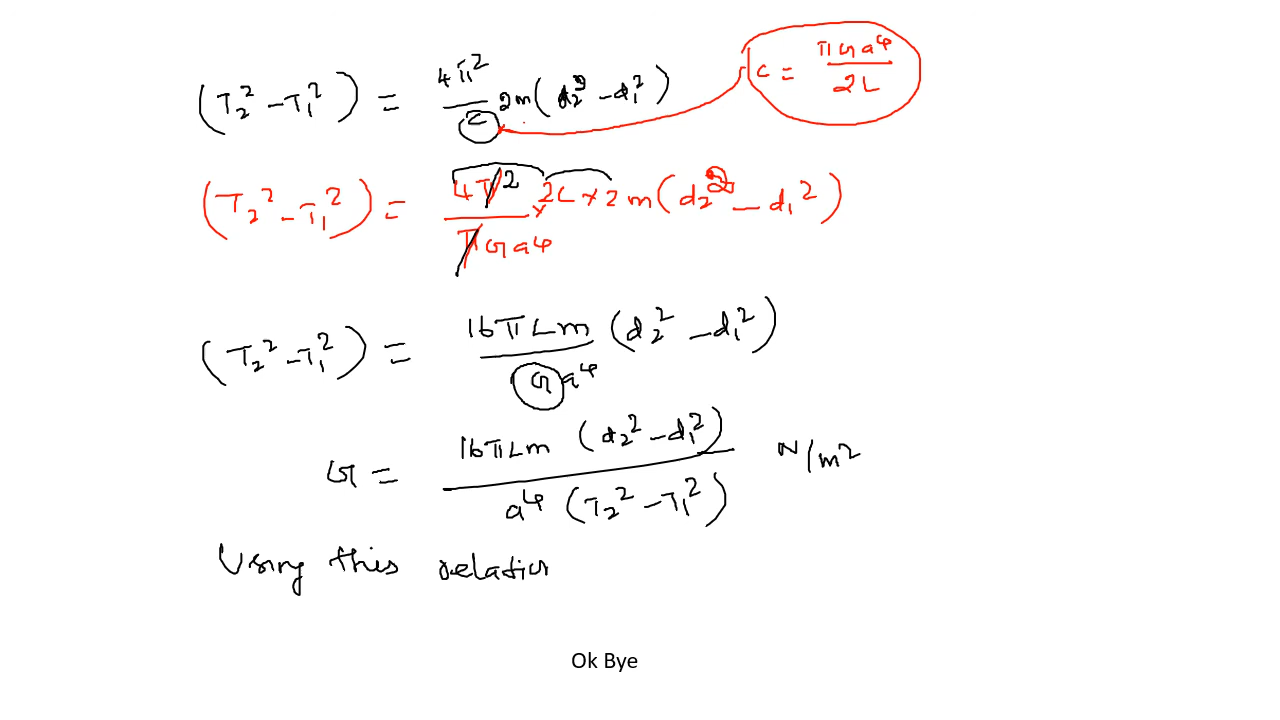 (T₂² - T₁²) = 4π²/C 2m(d₂² - d₁²)
C = πGa⁴/2L
(T₂² - T₁²) = 4π²/πGa⁴ × 2L × 2m(d₂² - d₁²)
(T₂² - T₁²) = 16πLm/Ga⁴ (d₂² - d₁²)
G = 16πLm (d₂² - d₁²)/a⁴ (T₂² - T₁²) N/m²
Using this relation
Ok Bye